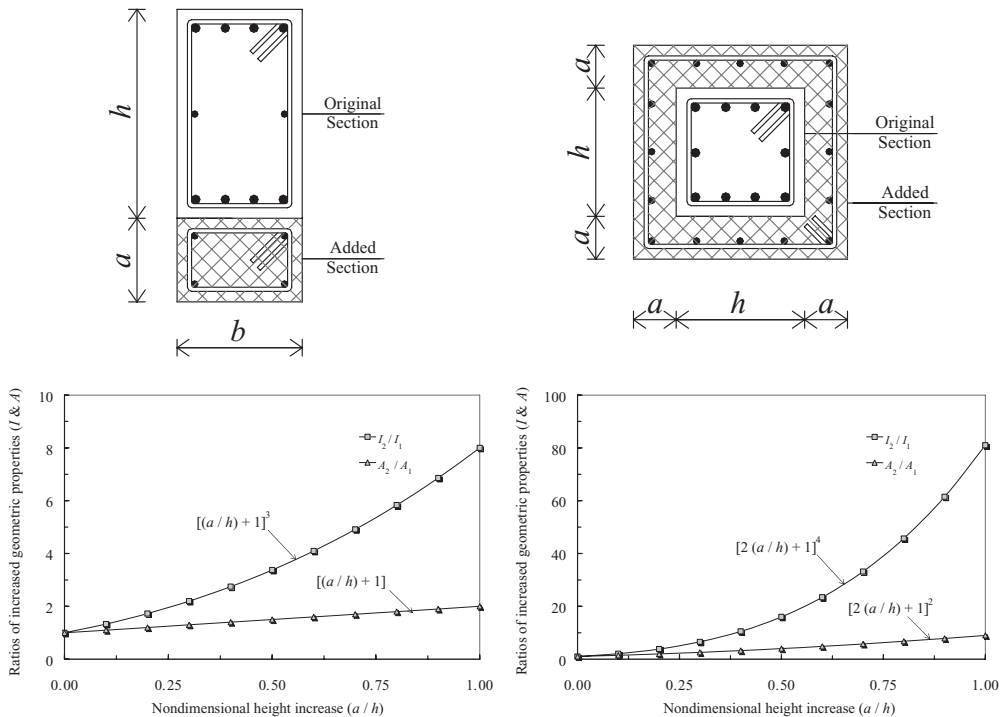 h
a
b
Original
Section
Added
Section
a
h
a
a h a
Original
Section
Added
Section
Ratios of increased geometric properties (I & A)
8
6
4
2
0
0.00 0.25 0.50 0.75 1.00
Nondimensional height increase (a / h)
I2 / I1
A2 / A1
[(a / h) + 1]3
[(a / h) + 1]
Ratios of increased geometric properties (I & A)
100
80
60
40
20
0
0.00 0.25 0.50 0.75 1.00
Nondimensional height increase (a / h)
I2 / I1
A2 / A1
[2 (a / h) + 1]4
[2 (a / h) + 1]2